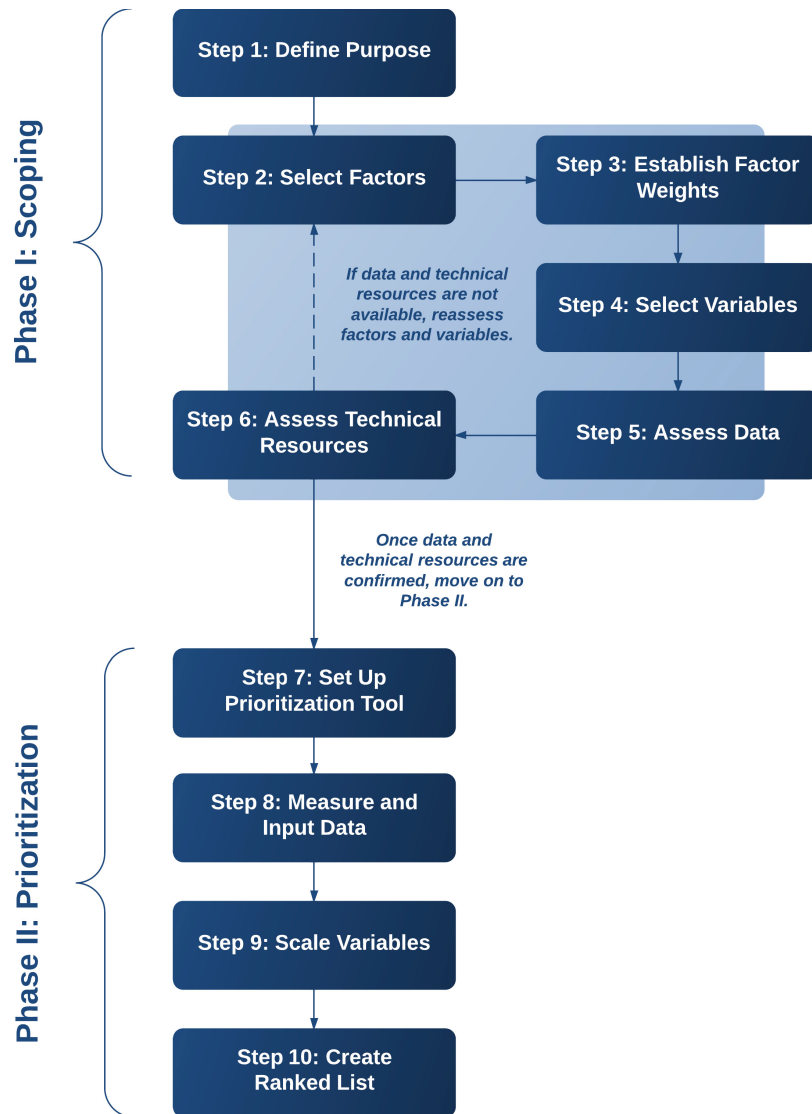 Phase I: Scoping
Step 1: Define Purpose
Step 2: Select Factors
Step 3: Establish Factor
Weights
If data and technical
resources are not
available, reassess
factors and variables.
Step 4: Select Variables
Step 6: Assess Technical
Resources
Step 5: Assess Data
Once data and
technical resources are
confirmed, move on to
Phase II.
Phase II: Prioritization
Step 7: Set Up
Prioritization Tool
Step 8: Measure and
Input Data
Step 9: Scale Variables
Step 10: Create
Ranked List